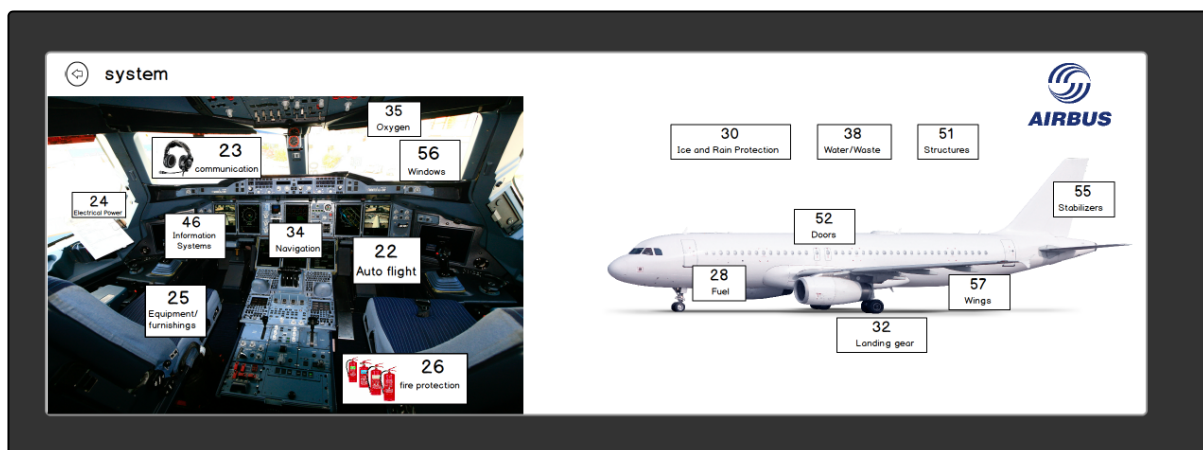 system
35
Oxygen
23
communication
56
Windows
24
Electrical Power
46
Information
Systems
34
Navigation
22
Auto flight
25
Equipment/
furnishings
26
fire protection
30
Ice and Rain Protection
38
Water/Waste
51
Structures
AIRBUS
55
Stabilizers
52
Doors
28
Fuel
57
Wings
32
Landing gear